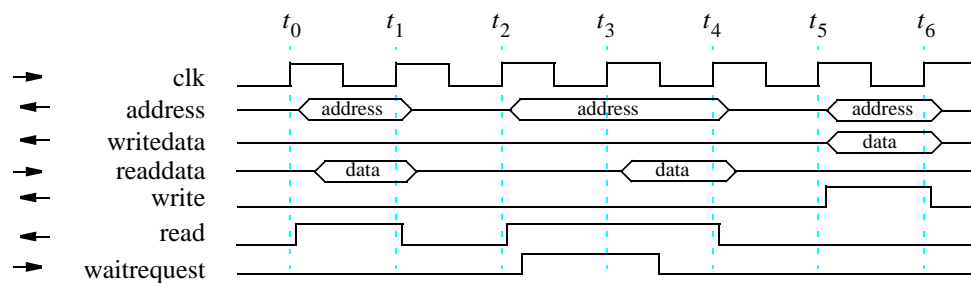 t0 t1 t2 t3 t4 t5 t6
clk
address address address address
writedata data
readdata data data
write
read
waitrequest